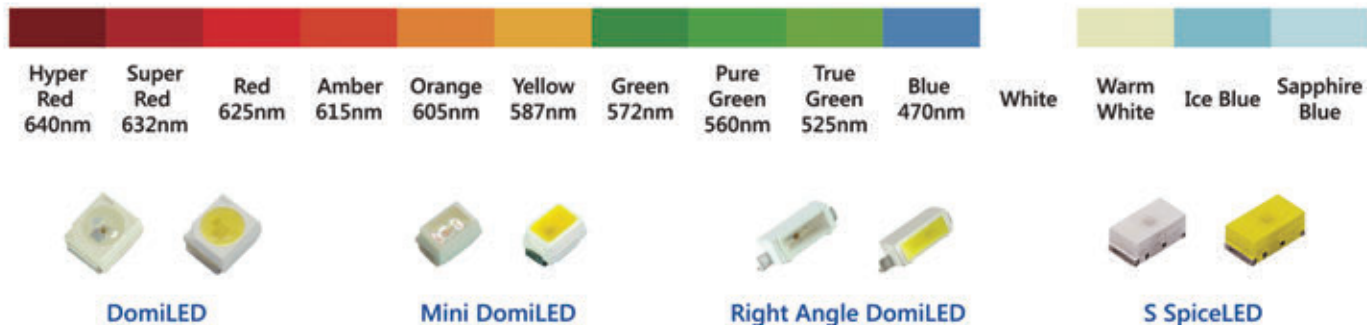 Hyper Red 640nm
Super Red 632nm
Red 625nm
Amber 615nm
Orange 605nm
Yellow 587nm
Green 572nm
Pure Green 560nm
True Green 525nm
Blue 470nm
White
Warm White
Ice Blue
Sapphire Blue
DomiLED
Mini DomiLED
Right Angle DomiLED
S SpiceLED